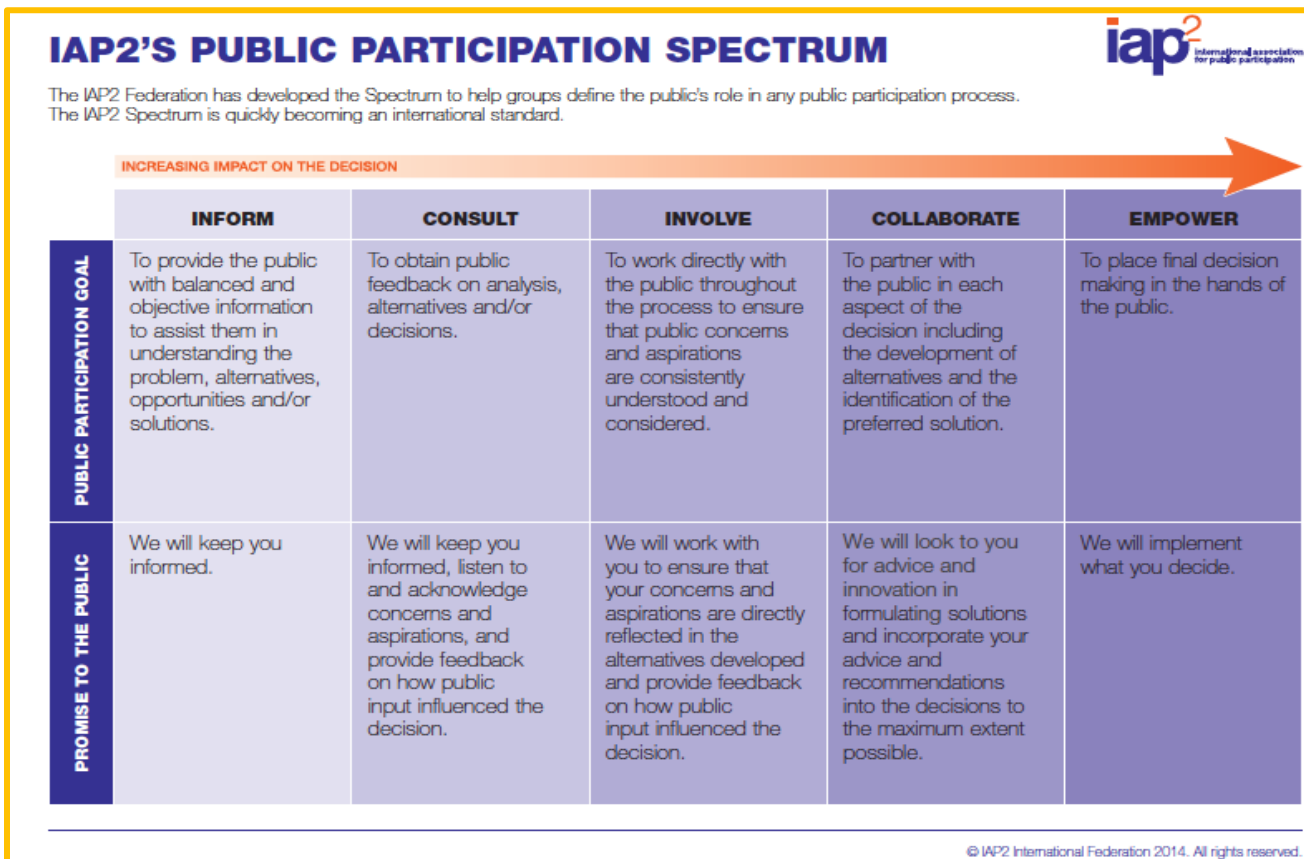 IAP2'S PUBLIC PARTICIPATION SPECTRUM
iap2 international association
for public participation
The IAP2 Federation has developed the Spectrum to help groups define the public's role in any public participation process.
The IAP2 Spectrum is quickly becoming an international standard.
INCREASING IMPACT ON THE DECISION
INFORM
CONSULT
INVOLVE
COLLABORATE
EMPOWER
PUBLIC PARTICIPATION GOAL
To provide the public
with balanced and
objective information
to assist them in
understanding the
problem, alternatives,
opportunities and/or
solutions.
To obtain public
feedback on analysis,
alternatives and/or
decisions.
To work directly with
the public throughout
the process to ensure
that public concerns
and aspirations
are consistently
understood and
considered.
To partner with
the public in each
aspect of the
decision including
the development of
alternatives and the
identification of the
preferred solution.
To place final decision
making in the hands of
the public.
PROMISE TO THE PUBLIC
We will keep you
informed.
We will keep you
informed, listen to
and acknowledge
concerns and
aspirations, and
provide feedback
on how public
input influenced the
decision.
We will work with
you to ensure that
your concerns and
aspirations are directly
reflected in the
alternatives developed
and provide feedback
on how public
input influenced the
decision.
We will look to you
for advice and
innovation in
formulating solutions
and incorporate your
advice and
recommendations
into the decisions to
the maximum extent
possible.
We will implement
what you decide.
© IAP2 International Federation 2014. All rights reserved.